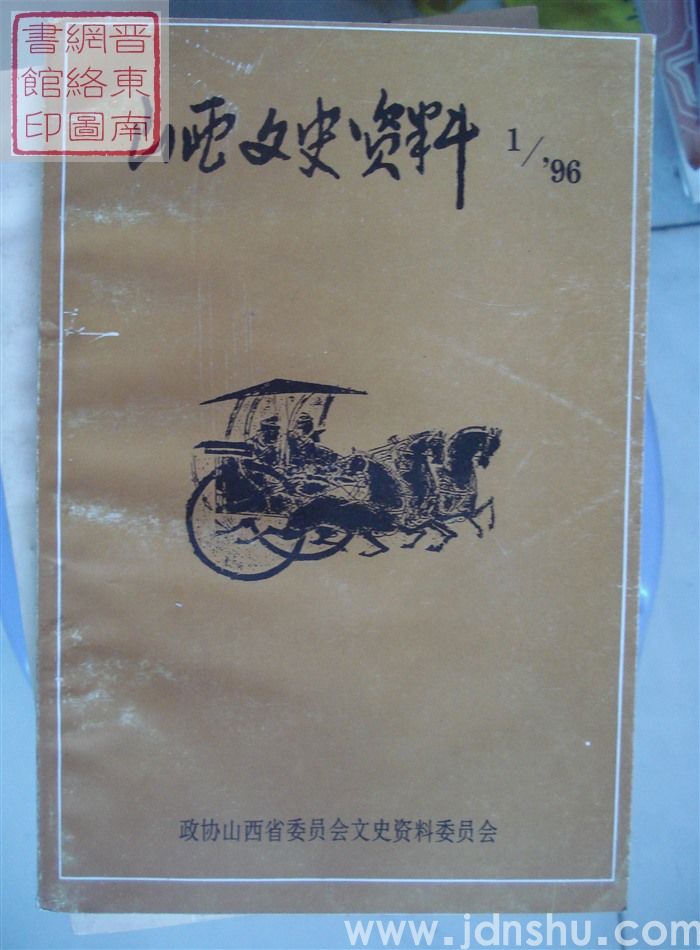 晋東南
網絡圖
書館印
山西文史资料 1/'96
政协山西省委员会文史资料委员会
www.jdnshu.com